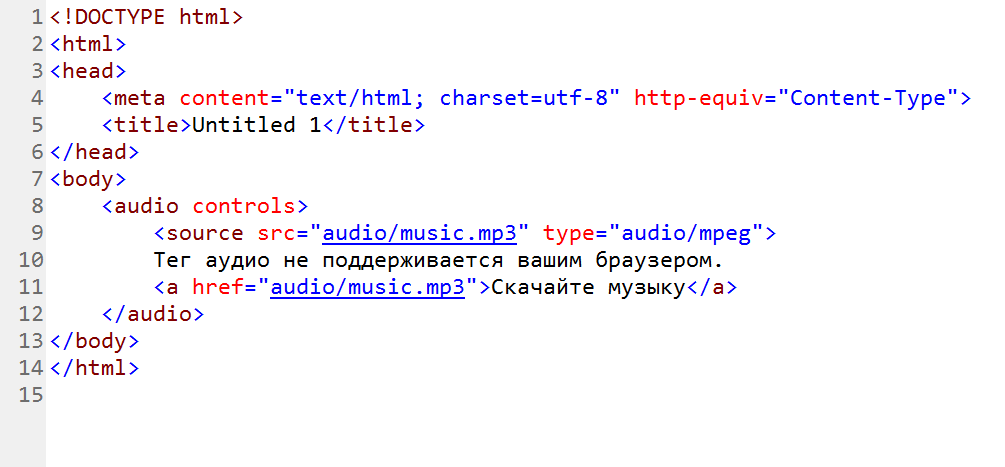 1 <!DOCTYPE html>
2 <html>
3 <head>
4     <meta content="text/html; charset=utf-8" http-equiv="Content-Type">
5     <title>Untitled 1</title>
6 </head>
7 <body>
8     <audio controls>
9         <source src="audio/music.mp3" type="audio/mpeg">
10         Тег аудио не поддерживается вашим браузером.
11         <a href="audio/music.mp3">Скачайте музыку</a>
12     </audio>
13 </body>
14 </html>
15